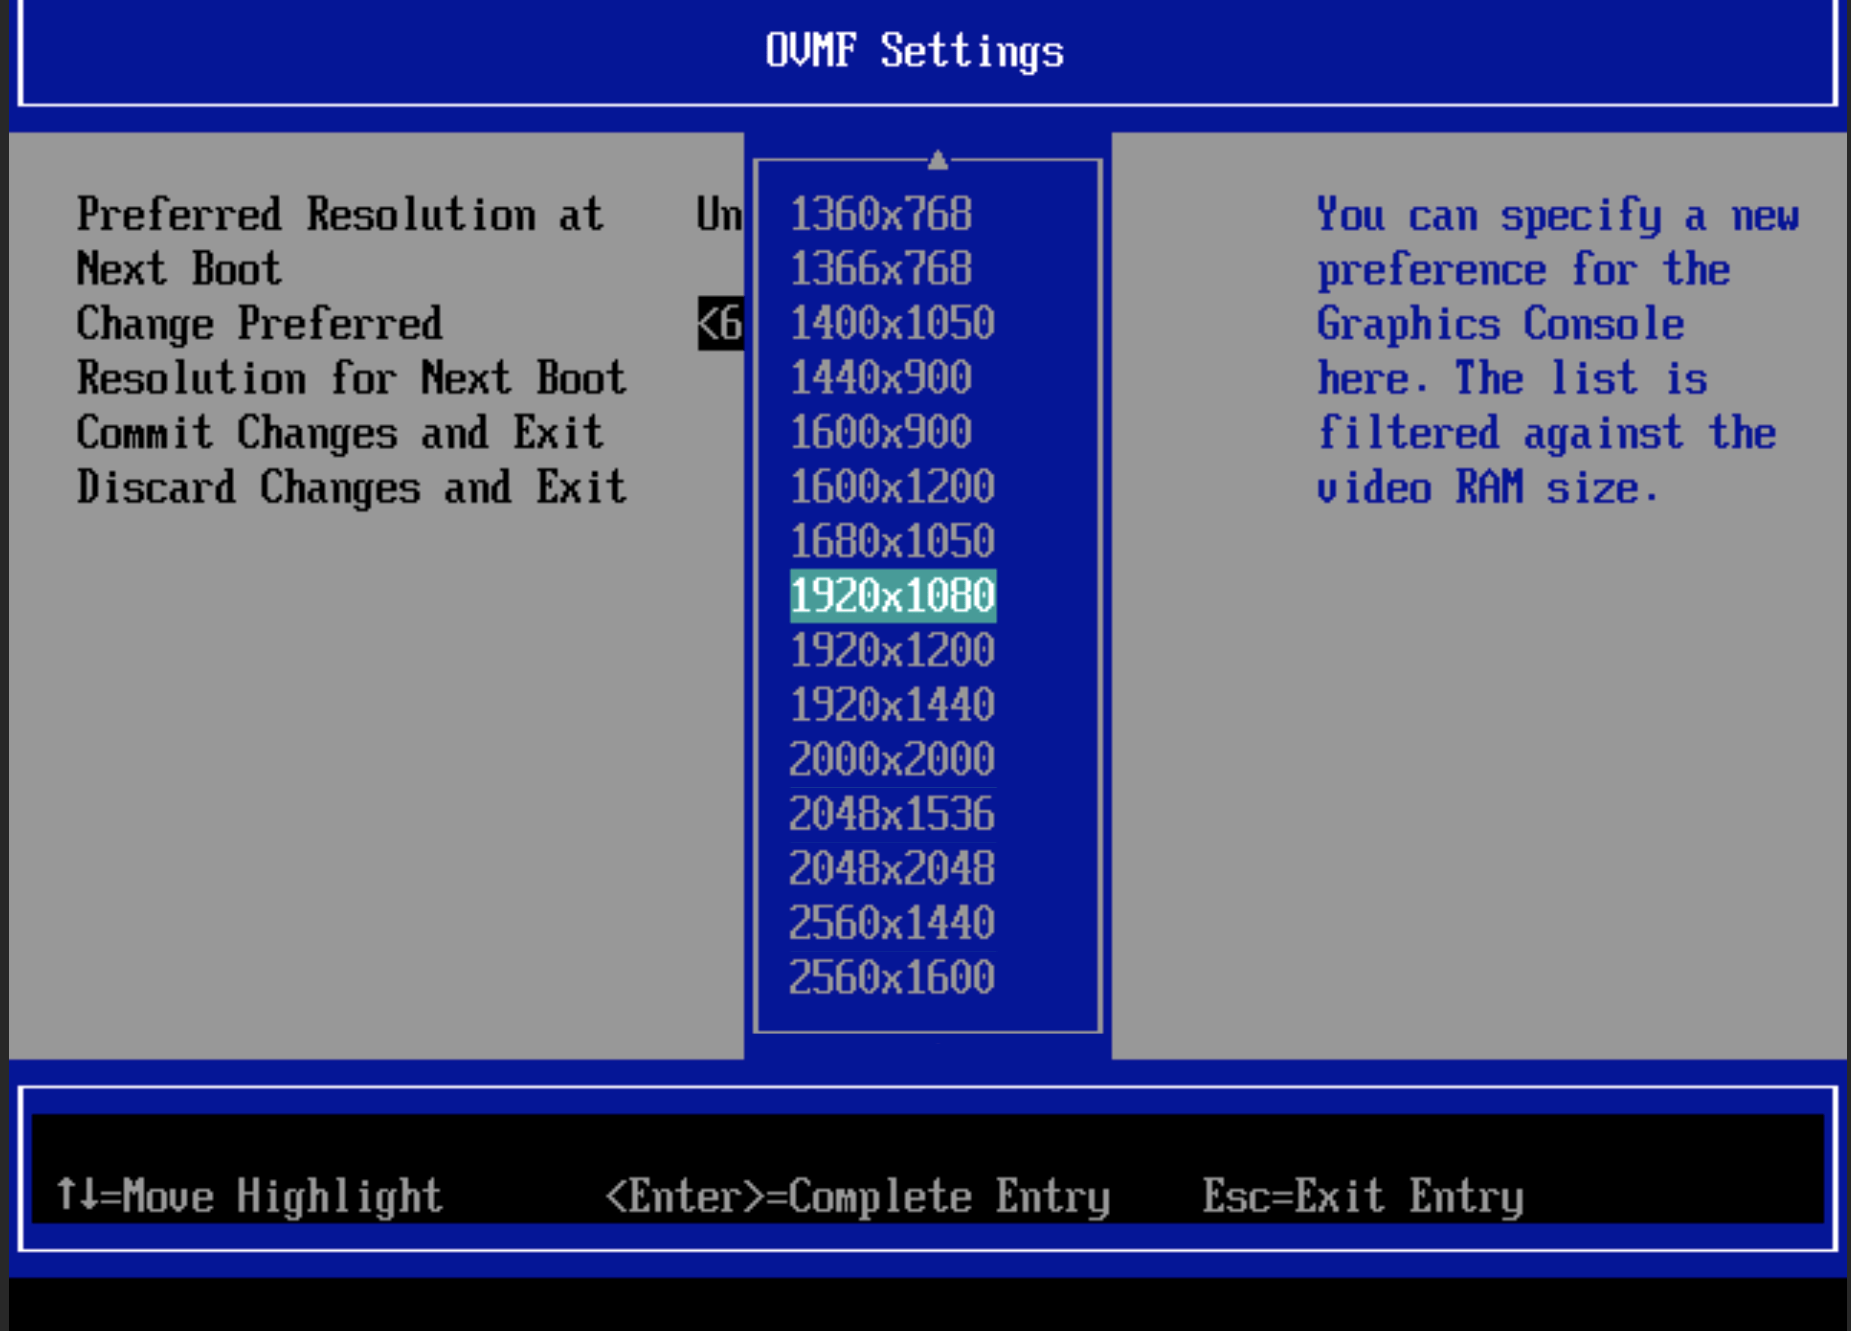 OVMF Settings
Preferred Resolution at Un
Next Boot
Change Preferred <6
Resolution for Next Boot
Commit Changes and Exit
Discard Changes and Exit
▲
1360x768
1366x768
1400x1050
1440x900
1600x900
1600x1200
1680x1050
1920x1080
1920x1200
1920x1440
2000x2000
2048x1536
2048x2048
2560x1440
2560x1600
You can specify a new
preference for the
Graphics Console
here. The list is
filtered against the
video RAM size.
↑↓=Move Highlight <Enter>=Complete Entry Esc=Exit Entry